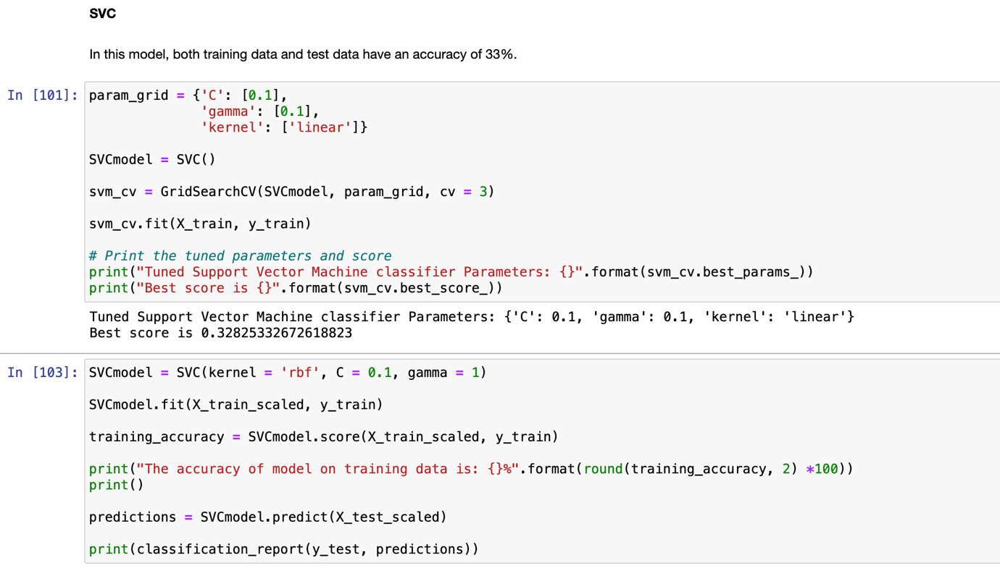 SVC
In this model, both training data and test data have an accuracy of 33%.
In [101]: param_grid = {'C': [0.1],
'gamma': [0.1],
'kernel': ['linear']}
SVCmodel = SVC()
svm_cv = GridSearchCV(SVCmodel, param_grid, cv = 3)
svm_cv.fit(X_train, y_train)
# Print the tuned parameters and score
print("Tuned Support Vector Machine classifier Parameters: {}".format(svm_cv.best_params_))
print("Best score is {}".format(svm_cv.best_score_))
Tuned Support Vector Machine classifier Parameters: {'C': 0.1, 'gamma': 0.1, 'kernel': 'linear'}
Best score is 0.32825332672618823
In [103]: SVCmodel = SVC(kernel = 'rbf', C = 0.1, gamma = 1)
SVCmodel.fit(X_train_scaled, y_train)
training_accuracy = SVCmodel.score(X_train_scaled, y_train)
print("The accuracy of model on training data is: {}%".format(round(training_accuracy, 2) *100))
print()
predictions = SVCmodel.predict(X_test_scaled)
print(classification_report(y_test, predictions))